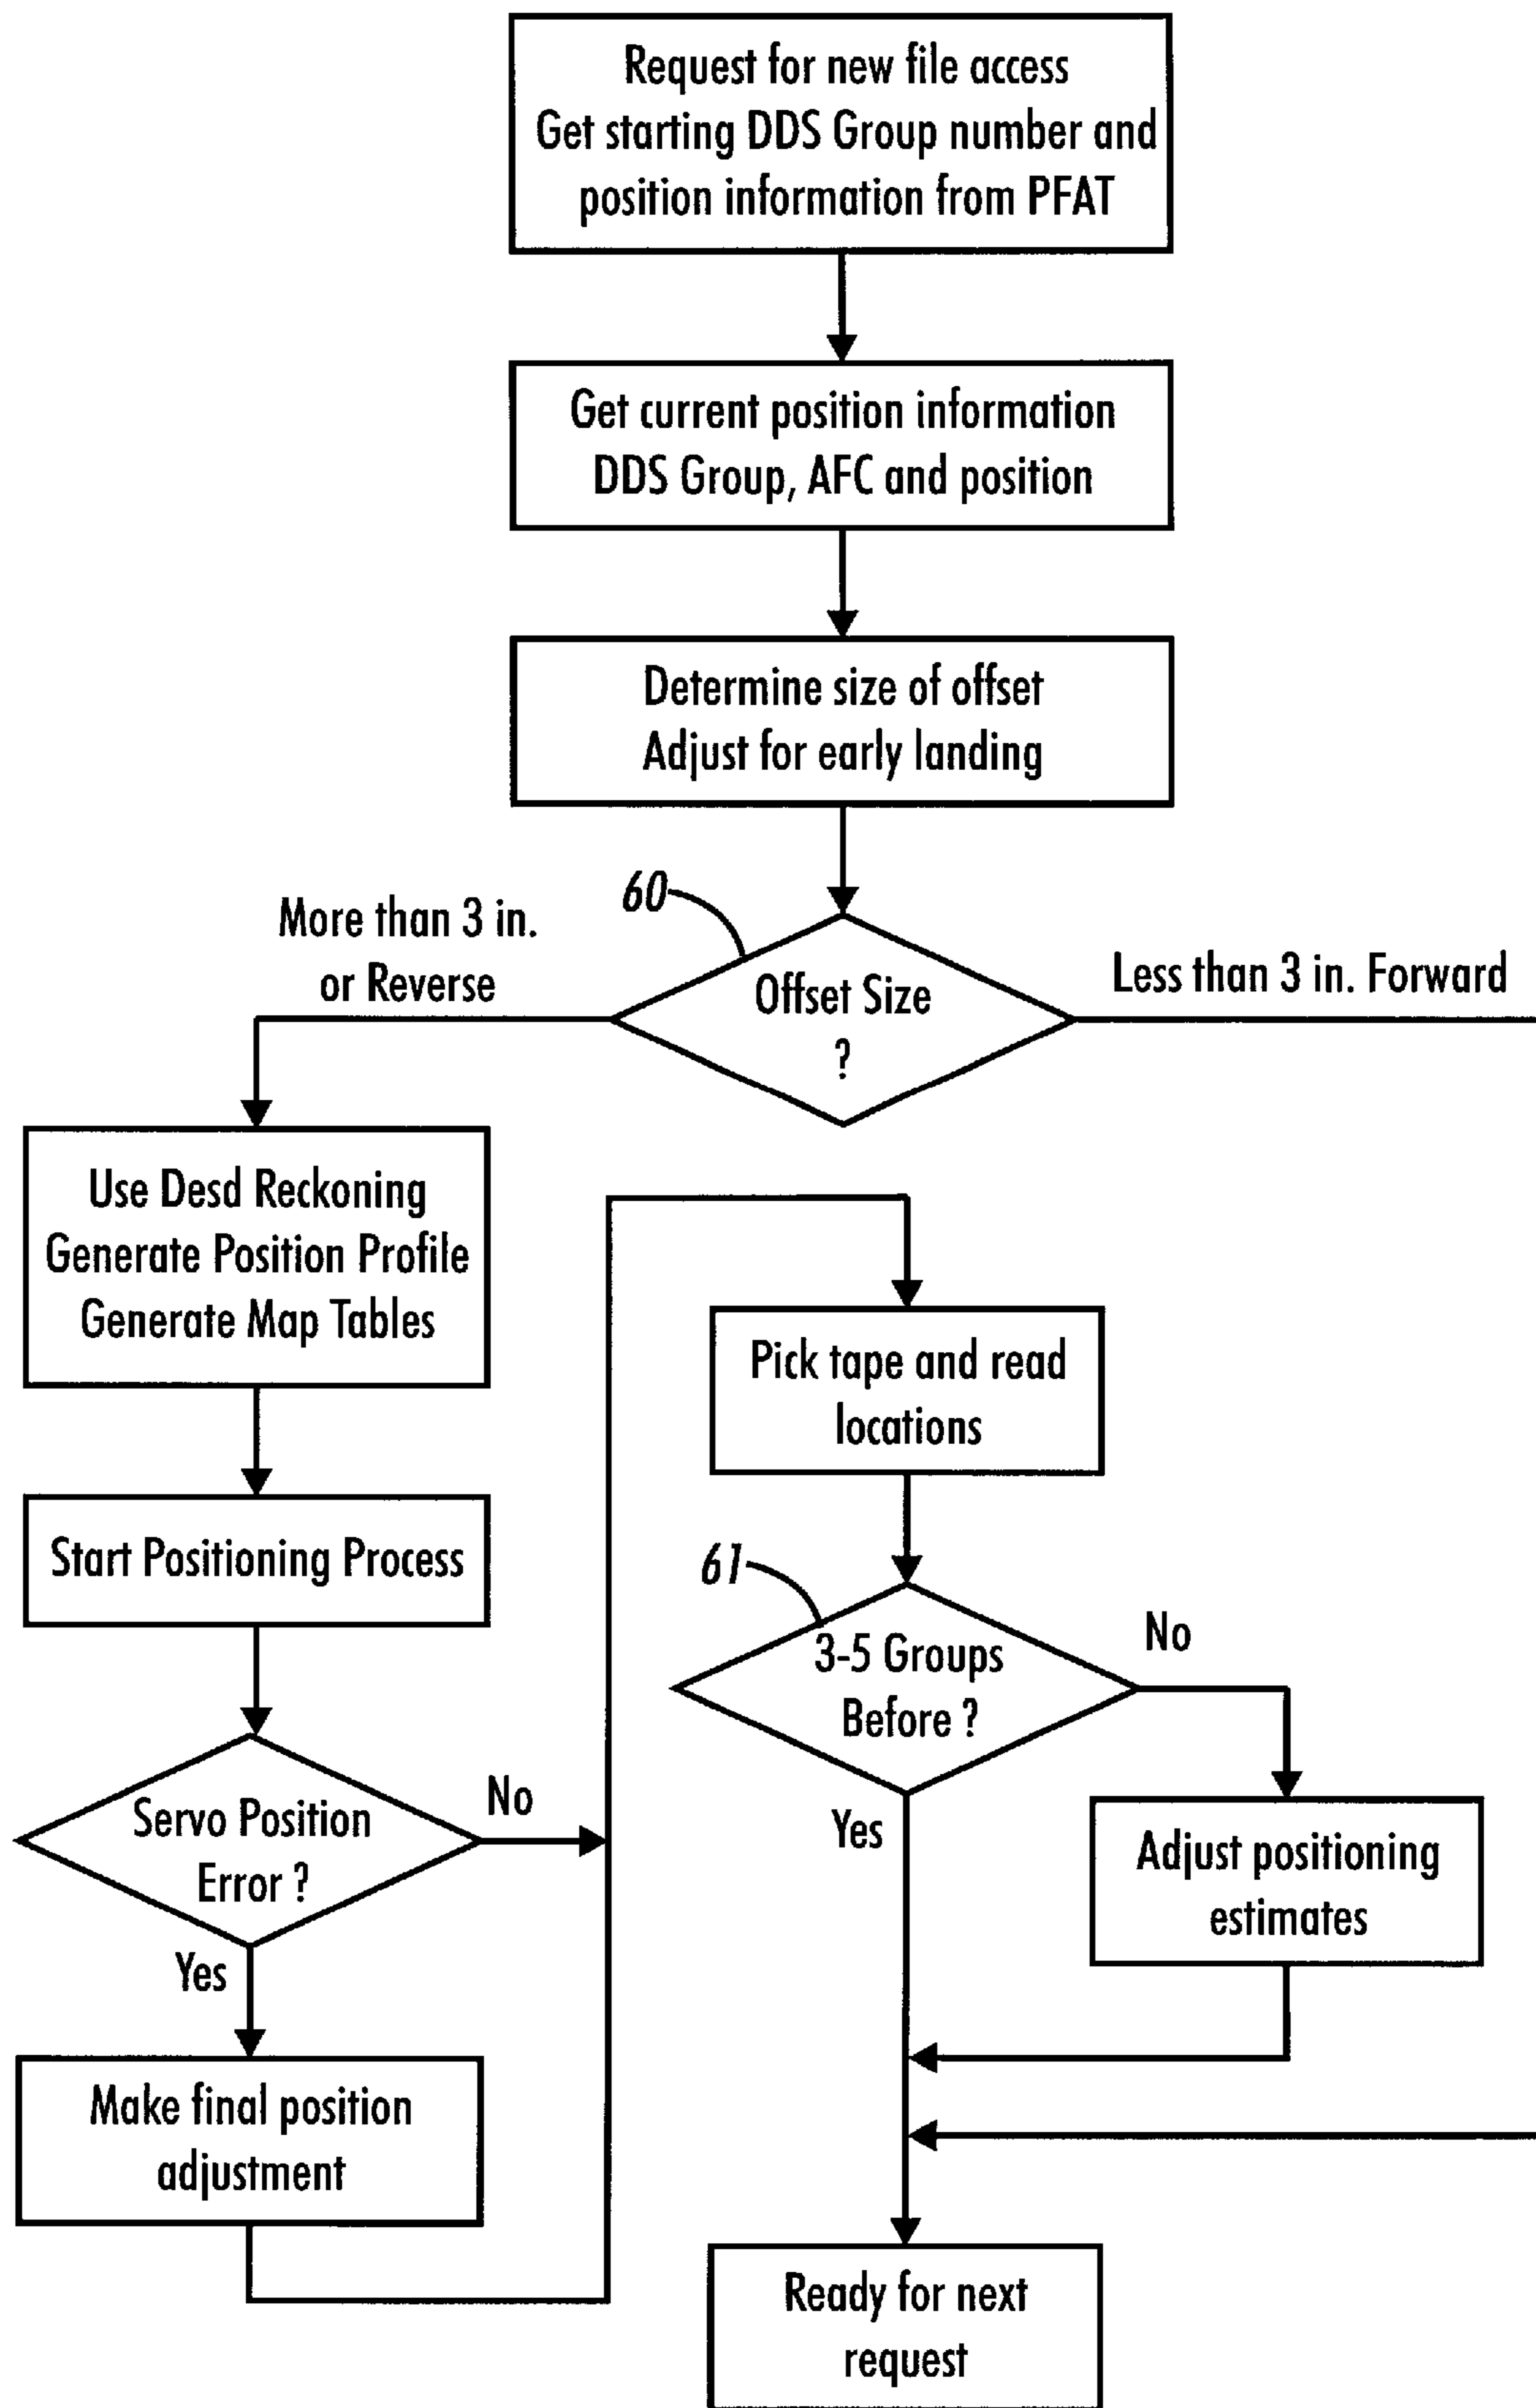 Request for new file access
Get starting DDS Group number and
position information from PFAT
Get current position information
DDS Group, AFC and position
Determine size of offset
Adjust for early landing
60
More than 3 in.
or Reverse
Offset Size
?
Less than 3 in. Forward
Use Desd Reckoning
Generate Position Profile
Generate Map Tables
Start Positioning Process
Servo Position
Error ?
No
Yes
Make final position
adjustment
Pick tape and read
locations
61
3-5 Groups
Before ?
No
Yes
Adjust positioning
estimates
Ready for next
request